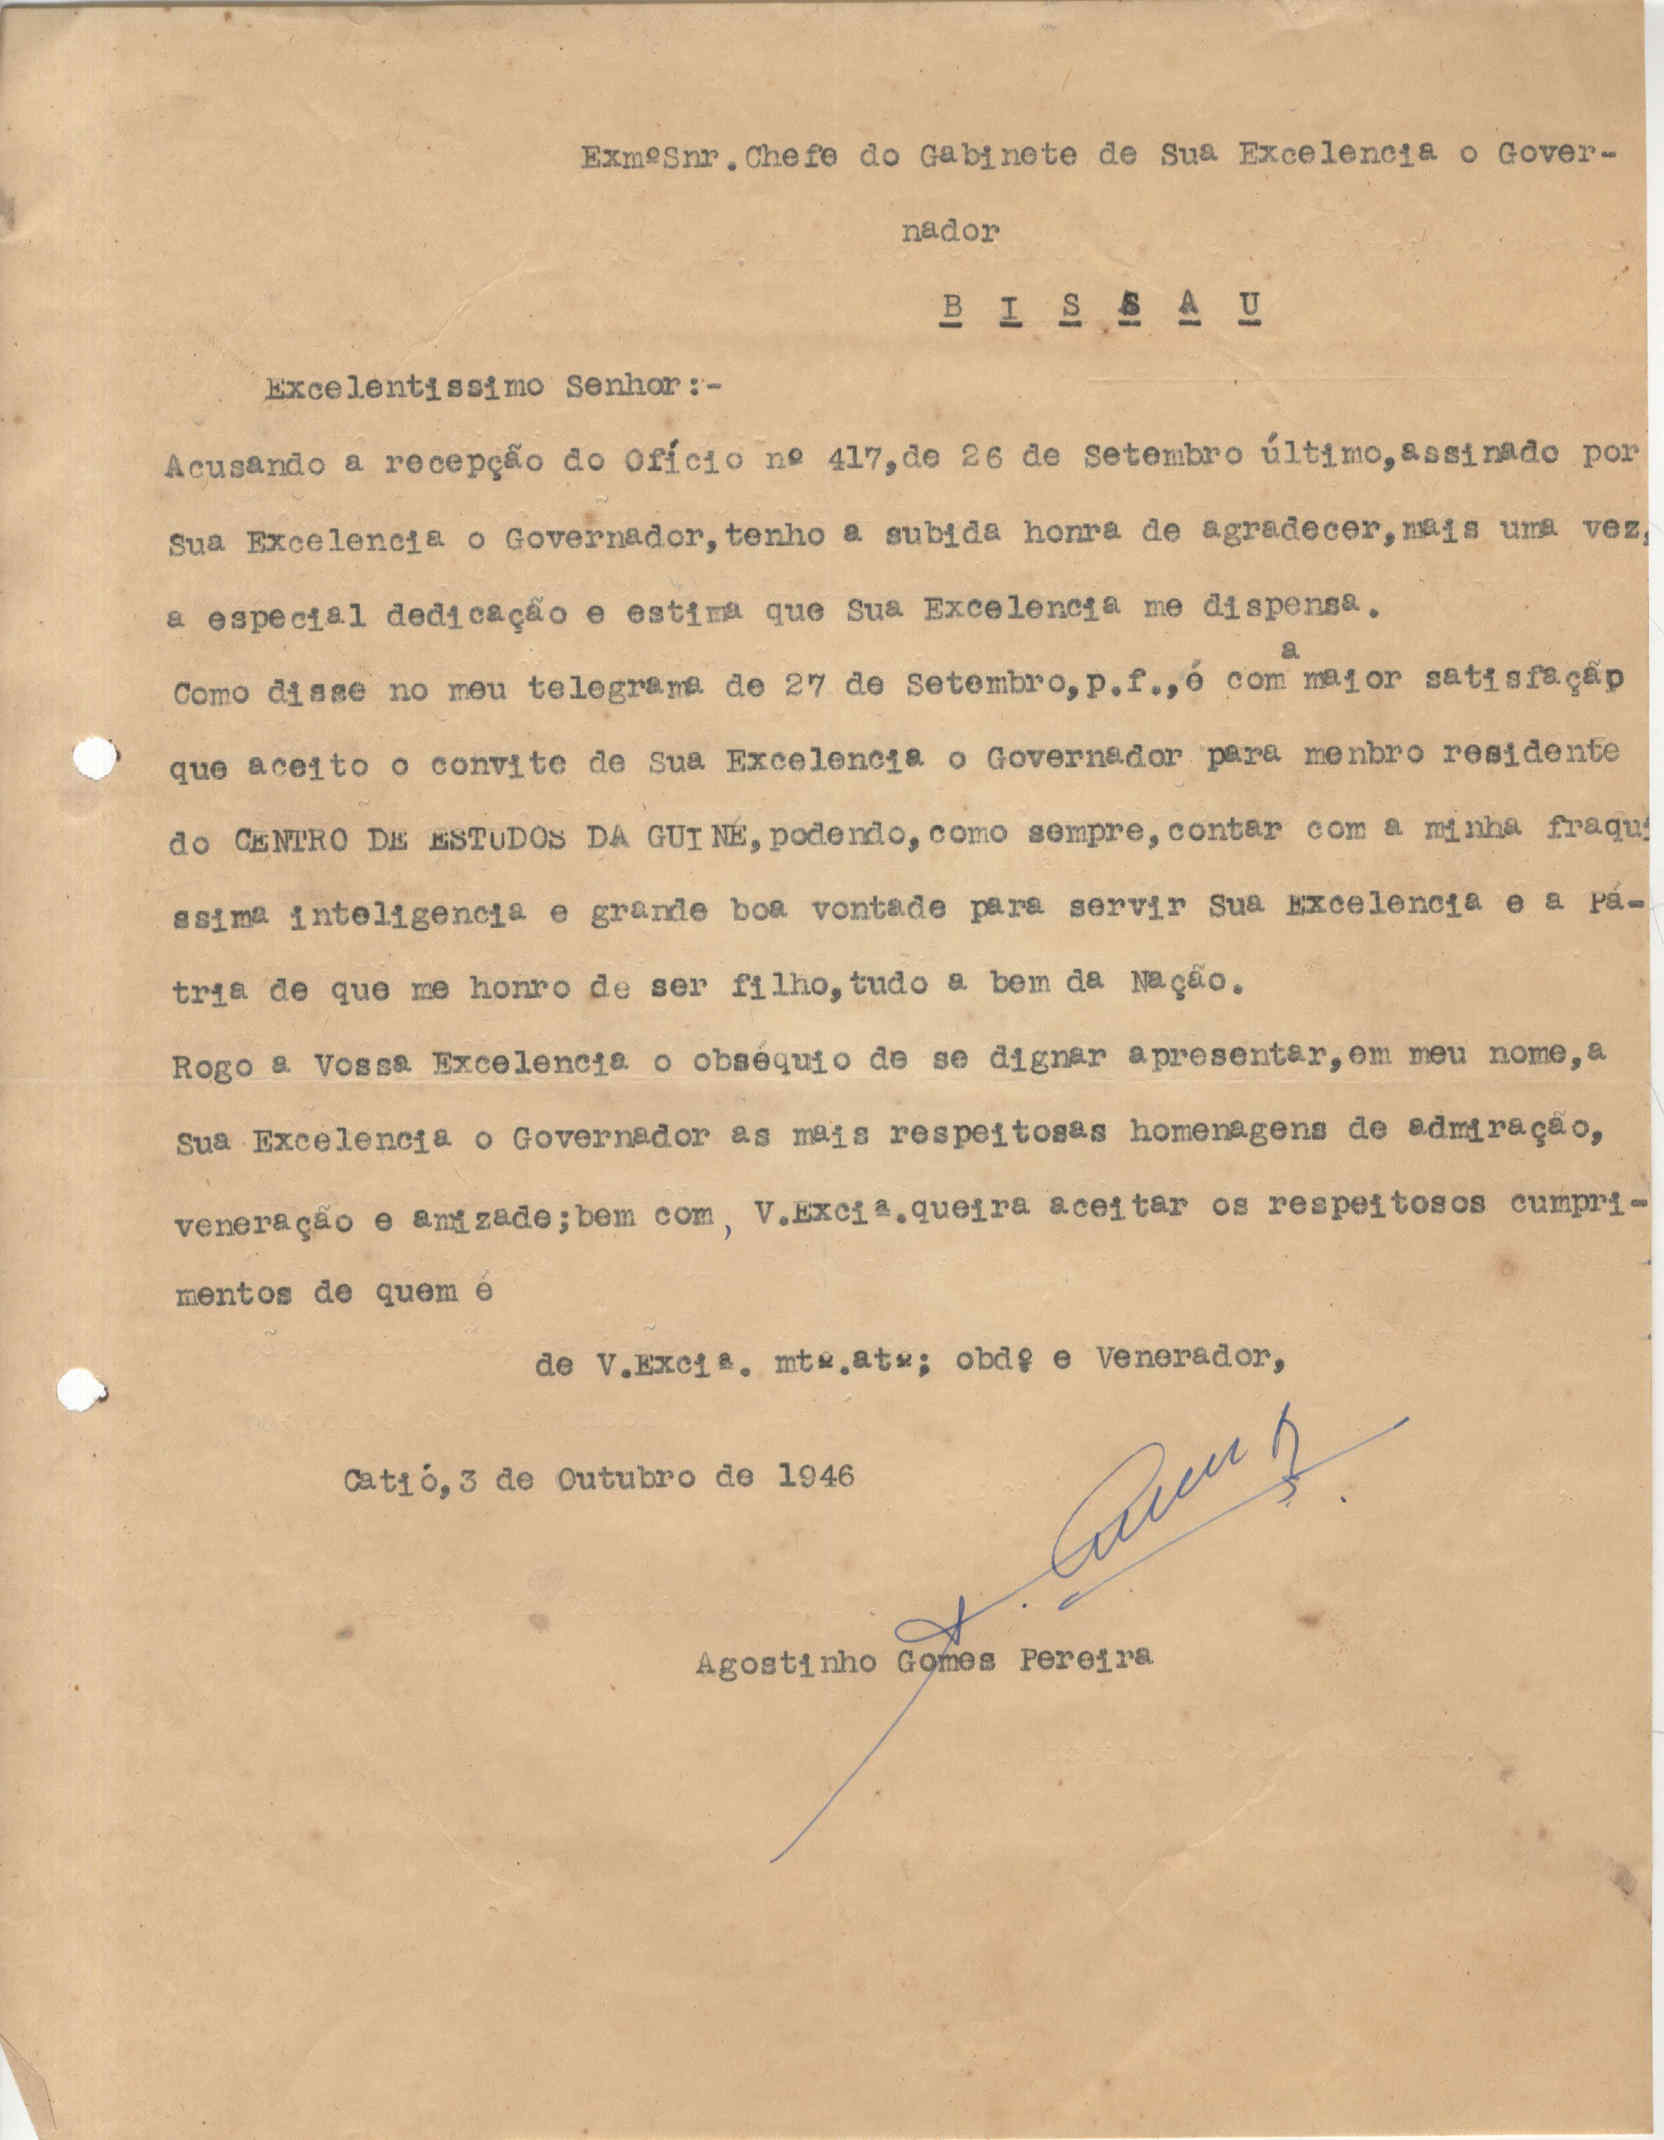 ExmºSnr.Chefe do Gabinete de Sua Excelencia o Gover-
nador
B I S S A U
Excelentissimo Senhor:-
Acusando a recepção do Ofício nº 417,de 26 de Setembro último,assinado por
Sua Excelencia o Governador,tenho a subida honra de agradecer,mais uma vez,
a especial dedicação e estima que Sua Excelencia me dispensa.
Como disse no meu telegrama de 27 de Setembro,p.f.,é com a maior satisfação
que aceito o convite de Sua Excelencia o Governador para menbro residente
do CENTRO DE ESTUDOS DA GUINÉ,podendo,como sempre,contar com a minha fraqui
ssima inteligencia e grande boa vontade para servir Sua Excelencia e a Pá-
tria de que me honro de ser filho,tudo a bem da Nação.
Rogo a Vossa Excelencia o obséquio de se dignar apresentar,em meu nome,a
Sua Excelencia o Governador as mais respeitosas homenagens de admiração,
veneração e amizade;bem com, V.Exciª.queira aceitar os respeitosos cumpri-
mentos de quem é
de V.Exciª. mtº.atº; obdº e Venerador,
Catió,3 de Outubro de 1946
Agostinho Gomes Pereira